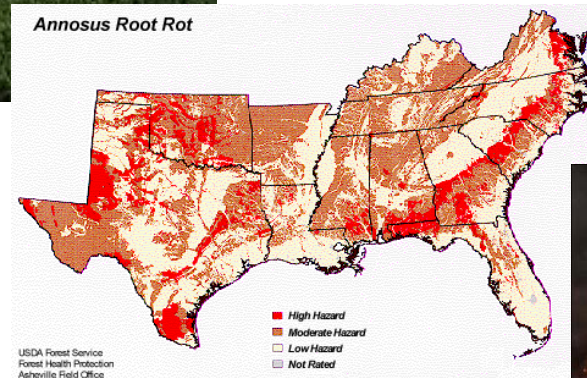 Annosus Root Rot
High Hazard
Moderate Hazard
Low Hazard
Not Rated
USDA Forest Service
Forest Health Protection
Asheville Field Office